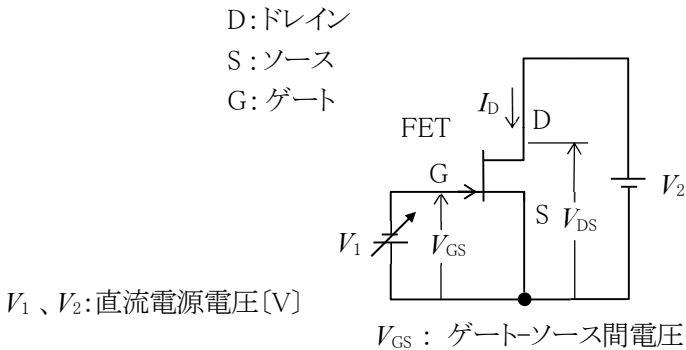 D:ドレイン
S:ソース
G:ゲート
I_D
D
FET
G
V_2
S
V_DS
V_1
V_GS
V_1 、V_2:直流電源電圧〔V〕
V_GS : ゲート−ソース間電圧